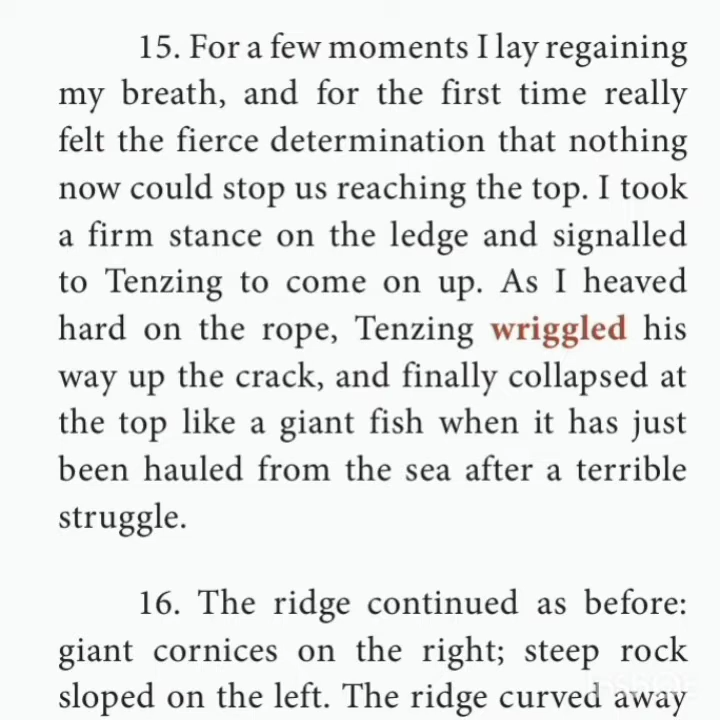 15. For a few moments I lay regaining
my breath, and for the first time really
felt the fierce determination that nothing
now could stop us reaching the top. I took
a firm stance on the ledge and signalled
to Tenzing to come on up. As I heaved
hard on the rope, Tenzing wriggled his
way up the crack, and finally collapsed at
the top like a giant fish when it has just
been hauled from the sea after a terrible
struggle.
16. The ridge continued as before:
giant cornices on the right; steep rock
sloped on the left. The ridge curved away